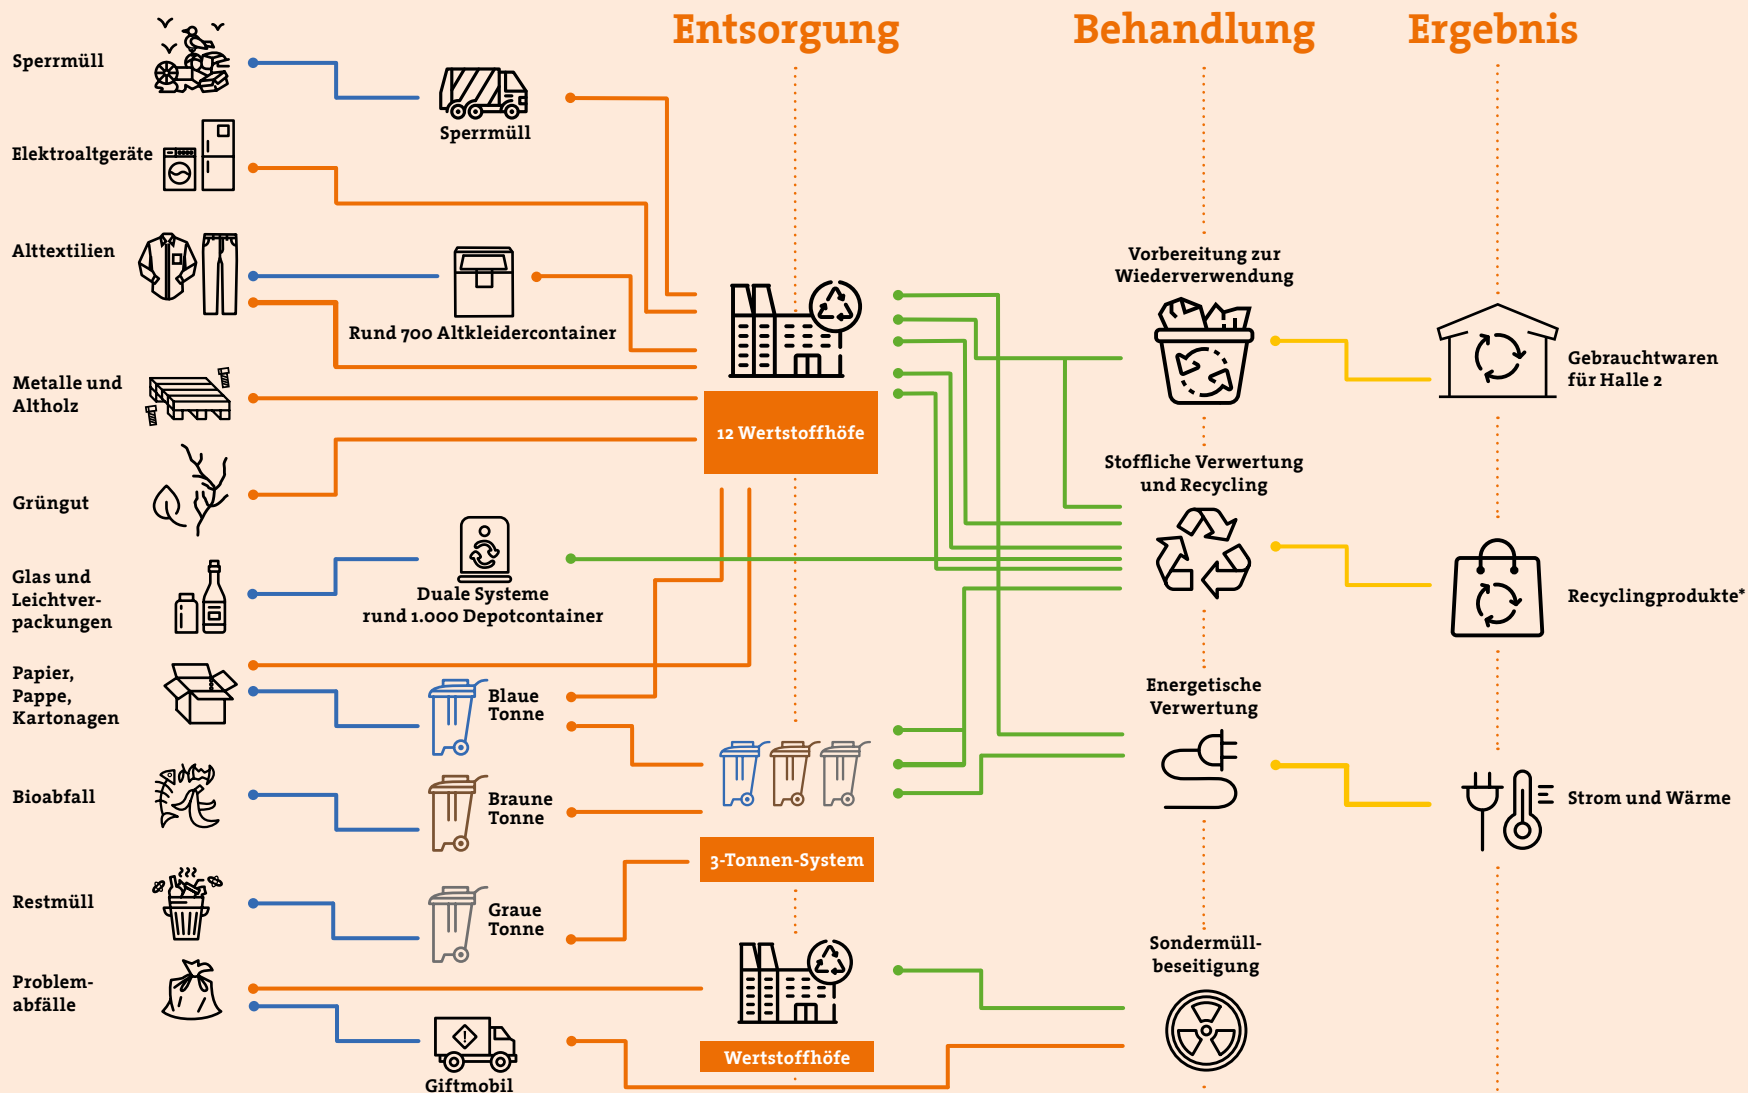 Entsorgung
Behandlung
Ergebnis
Sperrmüll
Sperrmüll
Elektroaltgeräte
Alttextilien
Rund 700 Altkleidercontainer
Metalle und
Altholz
Grüngut
Glas und
Leichtver-
packungen
Duale Systeme
rund 1.000 Depotcontainer
Papier,
Pappe,
Kartonagen
Blaue
Tonne
Bioabfall
Braune
Tonne
Restmüll
Graue
Tonne
Problem-
abfälle
!
Giftmobil
12 Wertstoffhöfe
3-Tonnen-System
Wertstoffhöfe
Vorbereitung zur
Wiederverwendung
Stoffliche Verwertung
und Recycling
Energetische
Verwertung
Sondermüll-
beseitigung
Gebrauchtwaren
für Halle 2
Recyclingprodukte*
Strom und Wärme